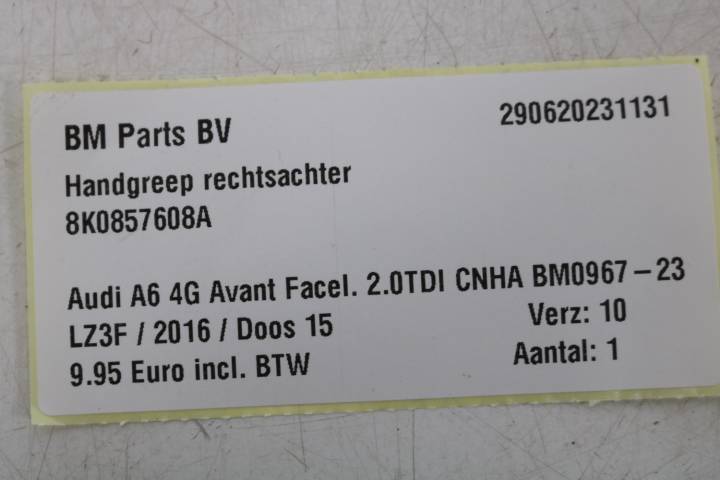 BM Parts BV 290620231131
Handgreep rechtsachter
8K0857608A
Audi A6 4G Avant Facel. 2.0TDI CNHA BM0967-23
LZ3F / 2016 / Doos 15 Verz: 10
9.95 Euro incl. BTW Aantal: 1